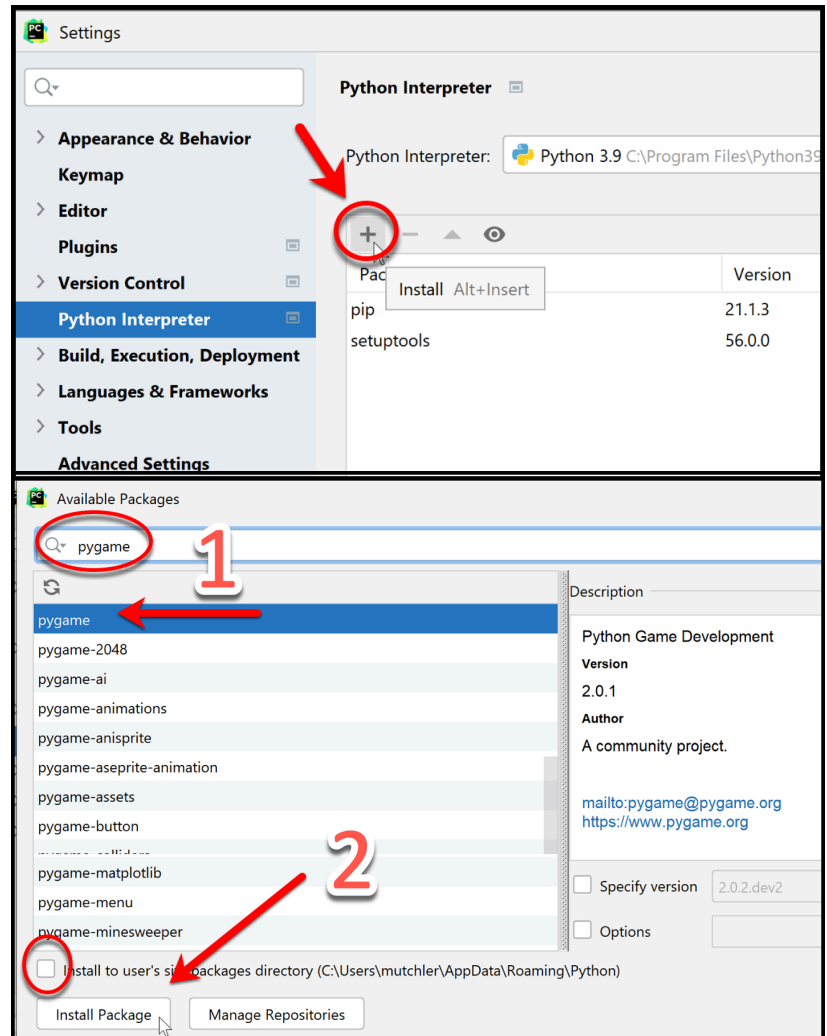 PC Settings
Python Interpreter
Appearance & Behavior
Python Interpreter: Python 3.9 C:\Program Files\Python39
Keymap
Editor
Plugins
Version Control
Python Interpreter
Build, Execution, Deployment
Languages & Frameworks
Tools
Advanced Settings
Pac Version
Install Alt+Insert
pip 21.1.3
setuptools 56.0.0
PC Available Packages
pygame
1
pygame
pygame-2048
pygame-ai
pygame-animations
pygame-anisprite
pygame-aseprite-animation
pygame-assets
pygame-button
pygame-matplotlib
pygame-menu
pygame-minesweeper
2
Description
Python Game Development
Version
2.0.1
Author
A community project.
mailto:pygame@pygame.org
https://www.pygame.org
Specify version 2.0.2.dev2
Options
Install to user's site packages directory (C:\Users\mutchler\AppData\Roaming\Python)
Install Package Manage Repositories